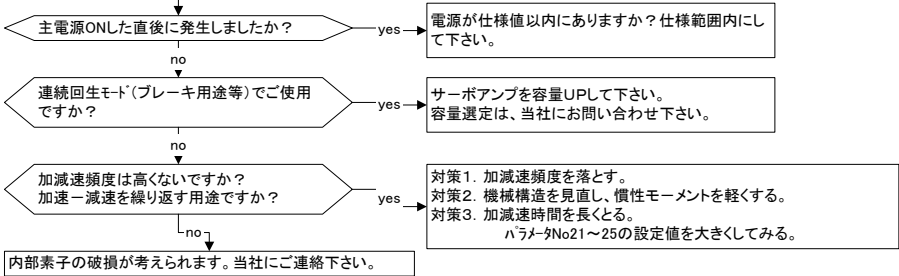 主電源ONした直後に発生しましたか？
yes
電源が仕様値以内にありますか？仕様範囲内にし
て下さい。
no
連続回生ﾓｰﾄﾞ（ブレーキ用途等）でご使用
ですか？
yes
サーボアンプを容量UPして下さい。
容量選定は、当社にお問い合わせ下さい。
no
加減速頻度は高くないですか？
加速－減速を繰り返す用途ですか？
yes
対策１．加減速頻度を落とす。
対策２．機械構造を見直し、慣性モーメントを軽くする。
対策３．加減速時間を長くとる。
ﾊﾟﾗﾒｰﾀNo21～25の設定値を大きくしてみる。
no
内部素子の破損が考えられます。当社にご連絡下さい。